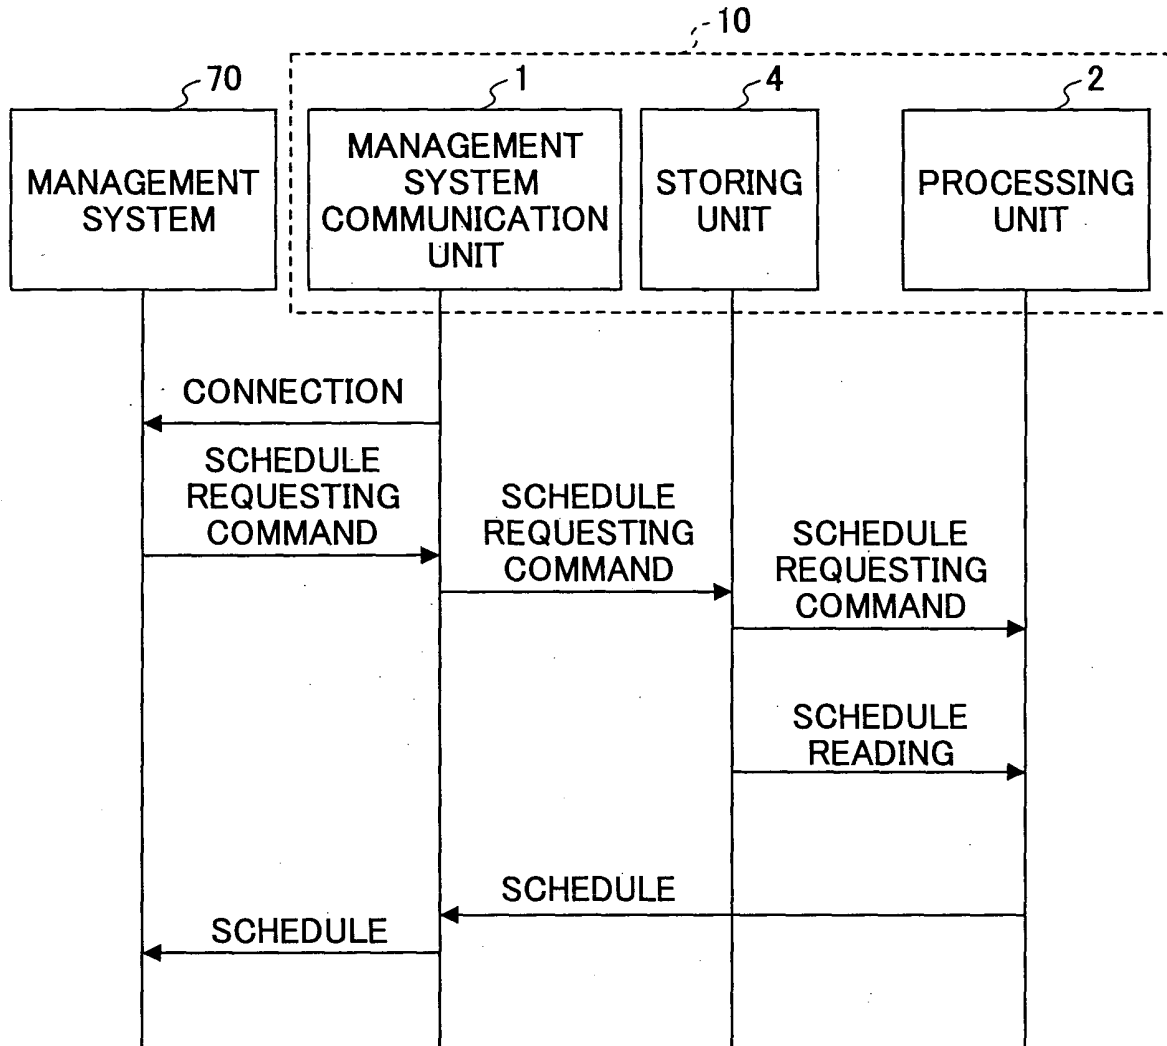 10
70
1
4
2
MANAGEMENT
SYSTEM
MANAGEMENT
SYSTEM
COMMUNICATION
UNIT
STORING
UNIT
PROCESSING
UNIT
CONNECTION
SCHEDULE
REQUESTING
COMMAND
SCHEDULE
REQUESTING
COMMAND
SCHEDULE
REQUESTING
COMMAND
SCHEDULE
READING
SCHEDULE
SCHEDULE